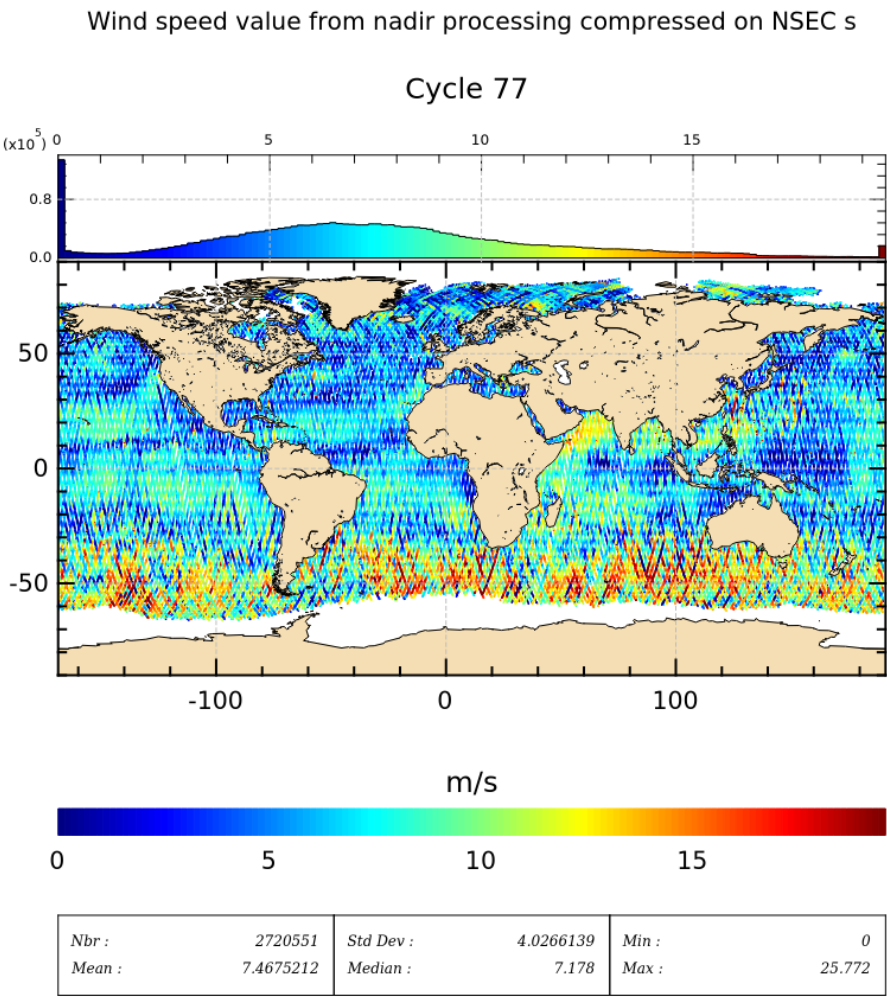 Wind speed value from nadir processing compressed on NSEC s
Cycle 77
(x10^5) 0 5 10 15
0.8
0.0
50
0
-50
-100 0 100
m/s
0 5 10 15
Nbr : 2720551 Std Dev : 4.0266139 Min : 0
Mean : 7.4675212 Median : 7.178 Max : 25.772